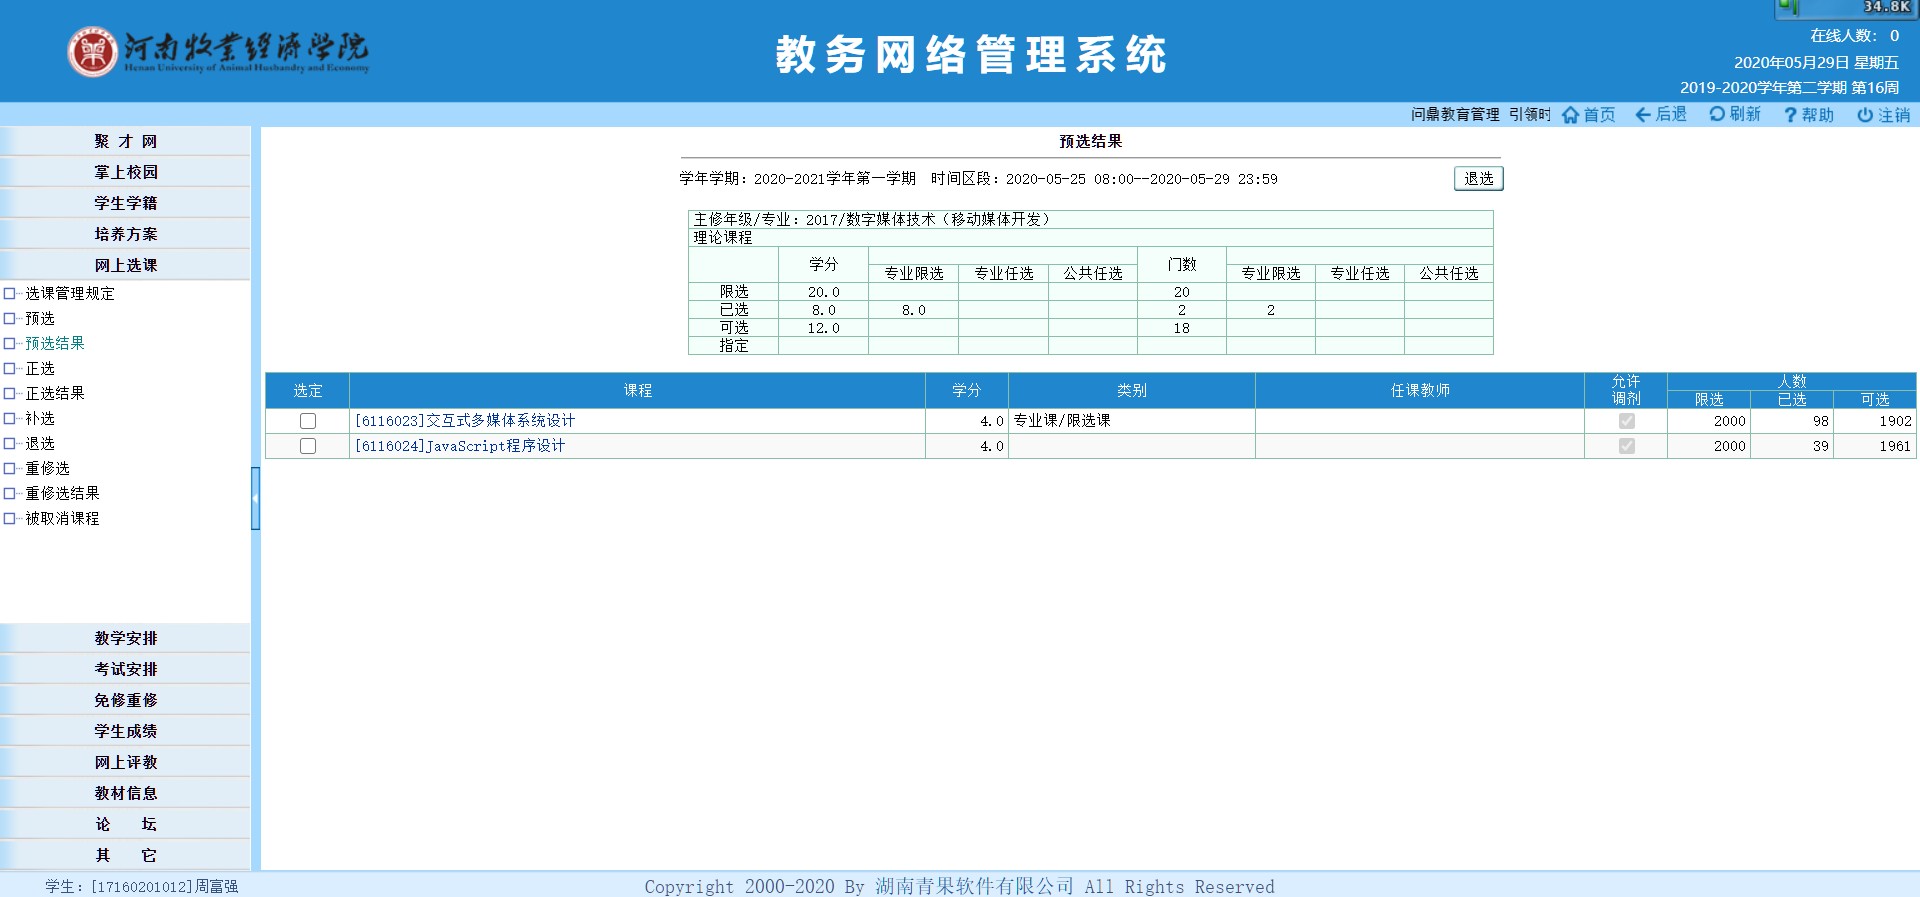 34.8K
河南牧业经济学院
Henan University of Animal Husbandry and Economy
教务网络管理系统
在线人数： 0
2020年05月29日 星期五
2019-2020学年第二学期 第16周
问鼎教育管理 引领时 首页 后退 刷新 帮助 注销
聚 才 网
掌上校园
学生学籍
培养方案
网上选课
选课管理规定
预选
预选结果
正选
正选结果
补选
退选
重修选
重修选结果
被取消课程
教学安排
考试安排
免修重修
学生成绩
网上评教
教材信息
论 坛
其 它
预选结果
学年学期：2020-2021学年第一学期 时间区段：2020-05-25 08:00--2020-05-29 23:59 退选
主修年级/专业：2017/数字媒体技术（移动媒体开发）
理论课程
学分 专业限选 专业任选 公共任选 门数 专业限选 专业任选 公共任选
限选 20.0 20
已选 8.0 8.0 2 2
可选 12.0 18
指定
选定 课程 学分 类别 任课教师 允许调剂 人数 限选 已选 可选
[6116023]交互式多媒体系统设计 4.0 专业课/限选课 2000 98 1902
[6116024]JavaScript程序设计 4.0 2000 39 1961
学生：[17160201012]周富强
Copyright 2000-2020 By 湖南青果软件有限公司 All Rights Reserved